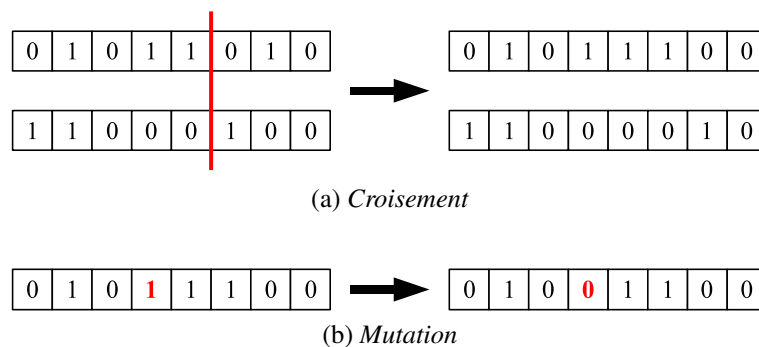 0 1 0 1 1 0 1 0 0 1 0 1 1 1 0 0
1 1 0 0 0 1 0 0 1 1 0 0 0 0 1 0
(a) Croisement
0 1 0 1 1 1 0 0 0 1 0 0 1 1 0 0
(b) Mutation